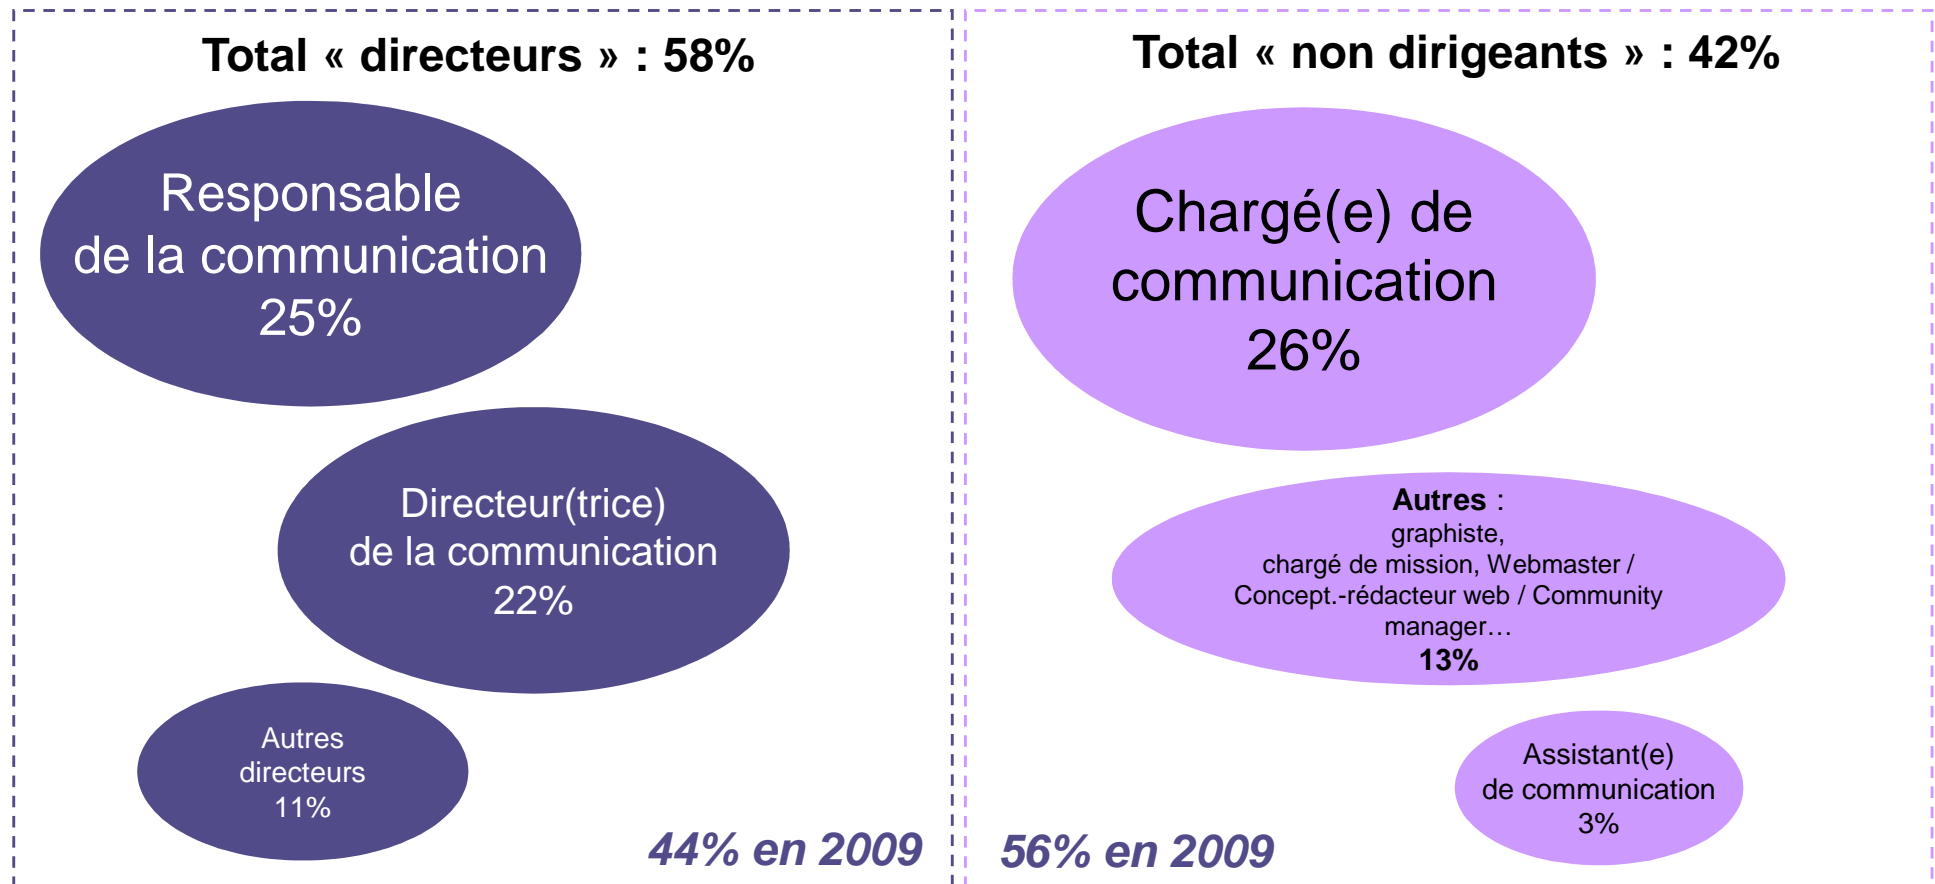 Total « directeurs » : 58%
Responsable
de la communication
25%
Directeur(trice)
de la communication
22%
Autres
directeurs
11%
44% en 2009
Total « non dirigeants » : 42%
Chargé(e) de
communication
26%
Autres :
graphiste,
chargé de mission, Webmaster /
Concept.-rédacteur web / Community
manager…
13%
Assistant(e)
de communication
3%
56% en 2009